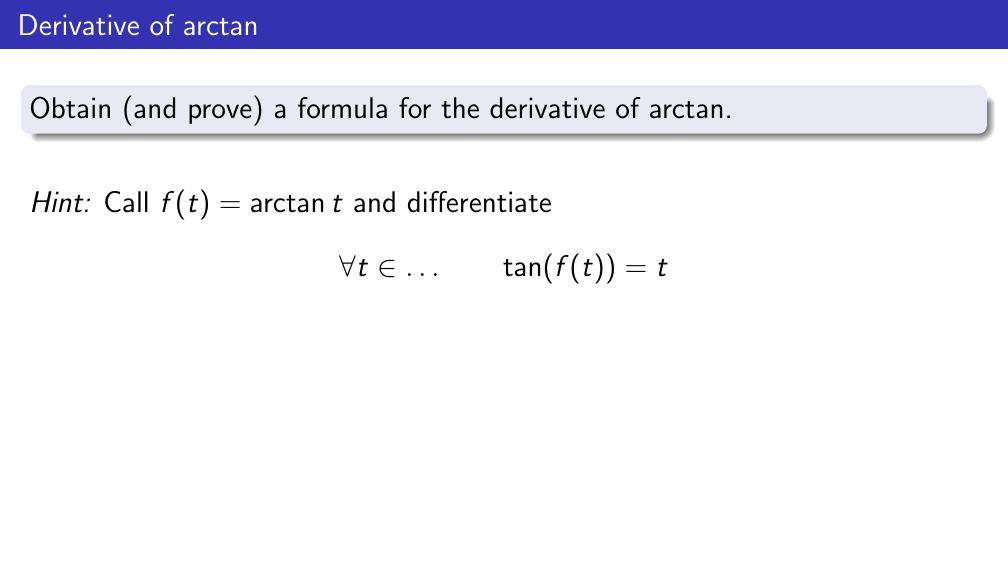 Derivative of arctan
Obtain (and prove) a formula for the derivative of arctan.
Hint: Call f(t) = arctan t and differentiate
∀t ∈ ... tan(f(t)) = t